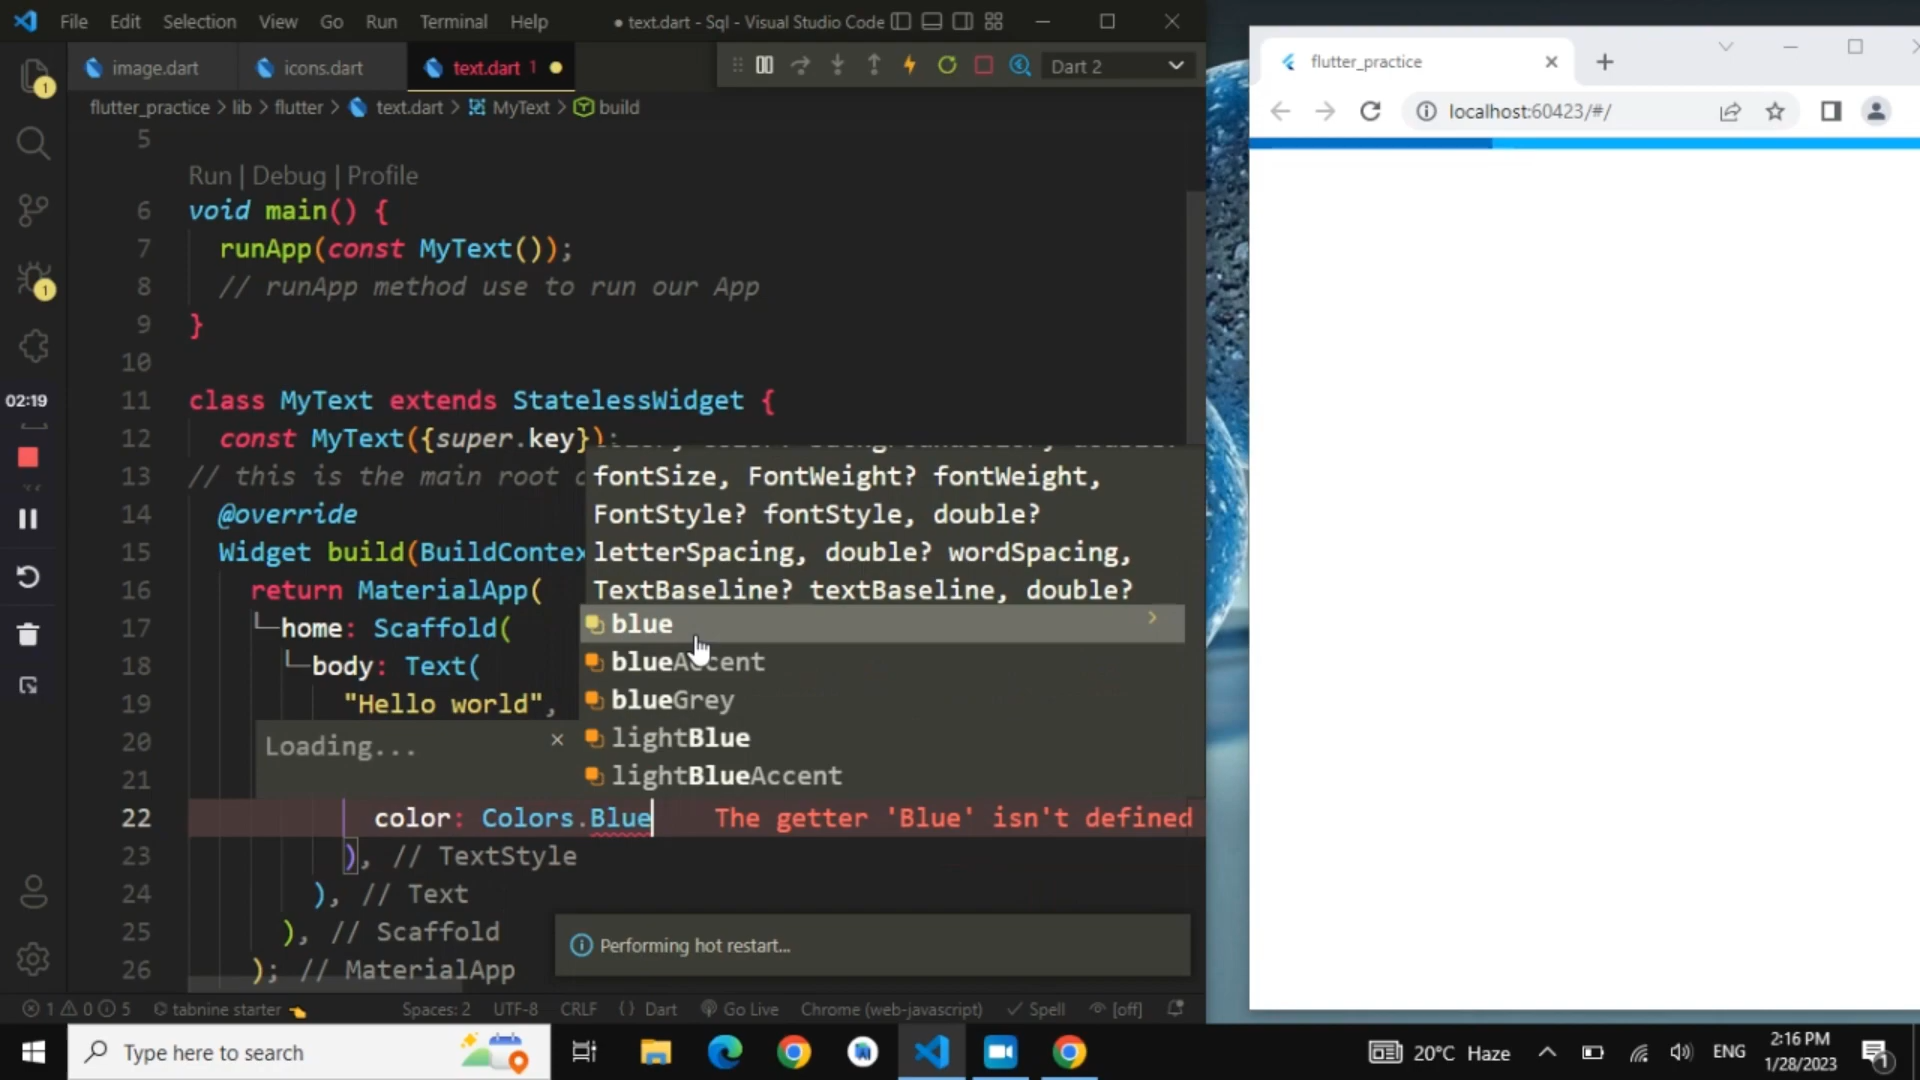 File Edit Selection View Go Run Terminal Help
● text.dart - Sql - Visual Studio Code
image.dart icons.dart text.dart 1
Dart 2
flutter_practice > lib > flutter > text.dart > MyText > build
5
Run | Debug | Profile
6 void main() {
7 runApp(const MyText());
8 // runApp method use to run our App
9 }
10
11 class MyText extends StatelessWidget {
12 const MyText({super.key});
13 // this is the main root
14 @override
15 Widget build(BuildContex
16 return MaterialApp(
17 home: Scaffold(
18 body: Text(
19 "Hello world",
20
21
22 color: Colors.Blue The getter 'Blue' isn't defined
23 ), // TextStyle
24 ), // Text
25 ), // Scaffold
26 ); // MaterialApp
fontSize, FontWeight? fontWeight,
FontStyle? fontStyle, double?
letterSpacing, double? wordSpacing,
TextBaseline? textBaseline, double?
blue
blueAccent
blueGrey
lightBlue
lightBlueAccent
Loading...
Performing hot restart...
1
1
02:19
1 0 5 tabnine starter Spaces: 2 UTF-8 CRLF {} Dart Go Live Chrome (web-javascript) Spell [off]
flutter_practice
localhost:60423/#/
Type here to search
20°C Haze
ENG
2:16 PM
1/28/2023
1